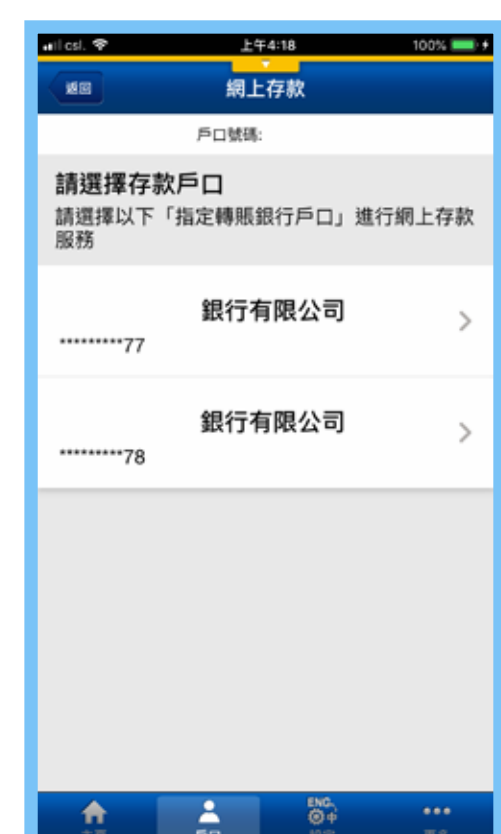 csl. 上午4:18 100%
返回 網上存款
戶口號碼:
請選擇存款戶口
請選擇以下「指定轉賬銀行戶口」進行網上存款
服務
銀行有限公司
*********77
銀行有限公司
*********78
ENG.
中